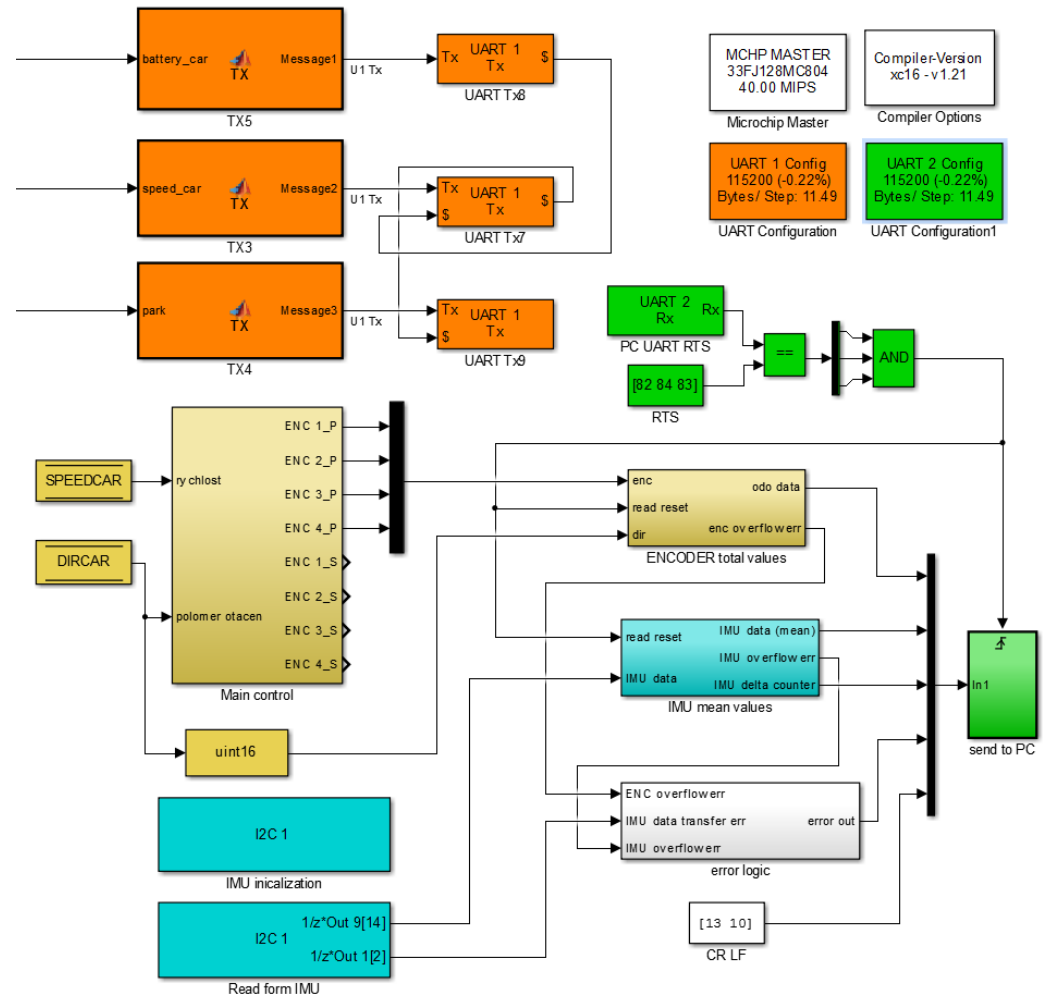 battery_car
TX
Message1
TX5
U1 Tx
Tx
UART 1
Tx
$
UART Tx8
MCHP MASTER
33FJ128MC804
40.00 MIPS
Microchip Master
Compiler-Version
xc16 - v1.21
Compiler Options
speed_car
TX
Message2
TX3
U1 Tx
Tx
$
UART 1
Tx
$
UART Tx7
UART 1 Config
115200 (-0.22%)
Bytes/ Step: 11.49
UART Configuration
UART 2 Config
115200 (-0.22%)
Bytes/ Step: 11.49
UART Configuration1
park
TX
Message3
TX4
U1 Tx
Tx
$
UART 1
Tx
UART Tx9
UART 2
Rx
Rx
PC UART RTS
[82 84 83]
RTS
==
AND
SPEEDCAR
DIRCAR
rychlost
polomer otacen
ENC 1_P
ENC 2_P
ENC 3_P
ENC 4_P
ENC 1_S
ENC 2_S
ENC 3_S
ENC 4_S
Main control
uint16
enc
read reset
dir
odo data
enc overflowerr
ENCODER total values
read reset
IMU data
IMU data (mean)
IMU overflowerr
IMU delta counter
IMU mean values
In1
send to PC
ENC overflowerr
IMU data transfer err
IMU overflowerr
error out
error logic
I2C 1
IMU inicalization
I2C 1
1/z*Out 9[14]
1/z*Out 1[2]
Read form IMU
[13 10]
CR LF